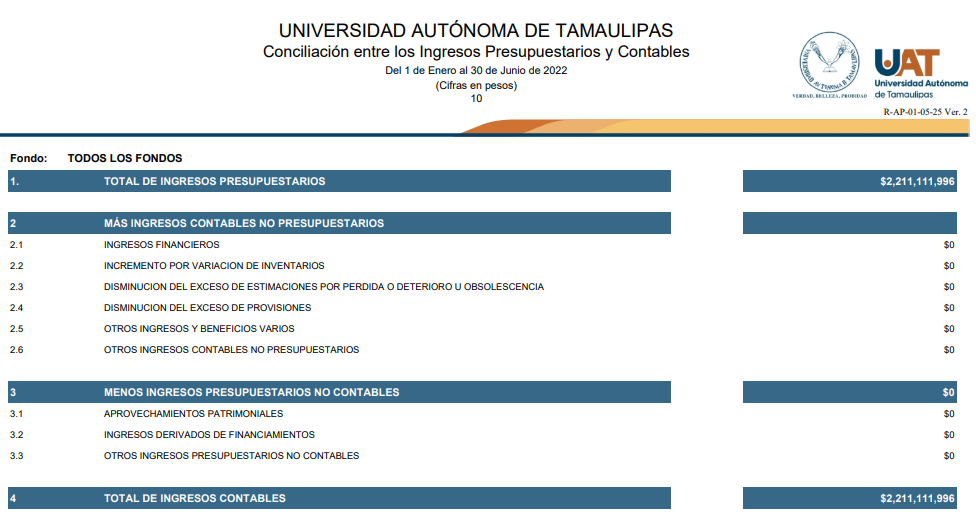 UNIVERSIDAD AUTÓNOMA DE TAMAULIPAS
Conciliación entre los Ingresos Presupuestarios y Contables
Del 1 de Enero al 30 de Junio de 2022
(Cifras en pesos)
10
UNIVERSIDAD AUTONOMA DE TAMAULIPAS
VERDAD, BELLEZA, PROBIDAD
UAT
Universidad Autónoma
de Tamaulipas
R-AP-01-05-25 Ver. 2
Fondo: TODOS LOS FONDOS
1. TOTAL DE INGRESOS PRESUPUESTARIOS $2,211,111,996
2 MÁS INGRESOS CONTABLES NO PRESUPUESTARIOS
2.1 INGRESOS FINANCIEROS $0
2.2 INCREMENTO POR VARIACION DE INVENTARIOS $0
2.3 DISMINUCION DEL EXCESO DE ESTIMACIONES POR PERDIDA O DETERIORO U OBSOLESCENCIA $0
2.4 DISMINUCION DEL EXCESO DE PROVISIONES $0
2.5 OTROS INGRESOS Y BENEFICIOS VARIOS $0
2.6 OTROS INGRESOS CONTABLES NO PRESUPUESTARIOS $0
3 MENOS INGRESOS PRESUPUESTARIOS NO CONTABLES $0
3.1 APROVECHAMIENTOS PATRIMONIALES $0
3.2 INGRESOS DERIVADOS DE FINANCIAMIENTOS $0
3.3 OTROS INGRESOS PRESUPUESTARIOS NO CONTABLES $0
4 TOTAL DE INGRESOS CONTABLES $2,211,111,996